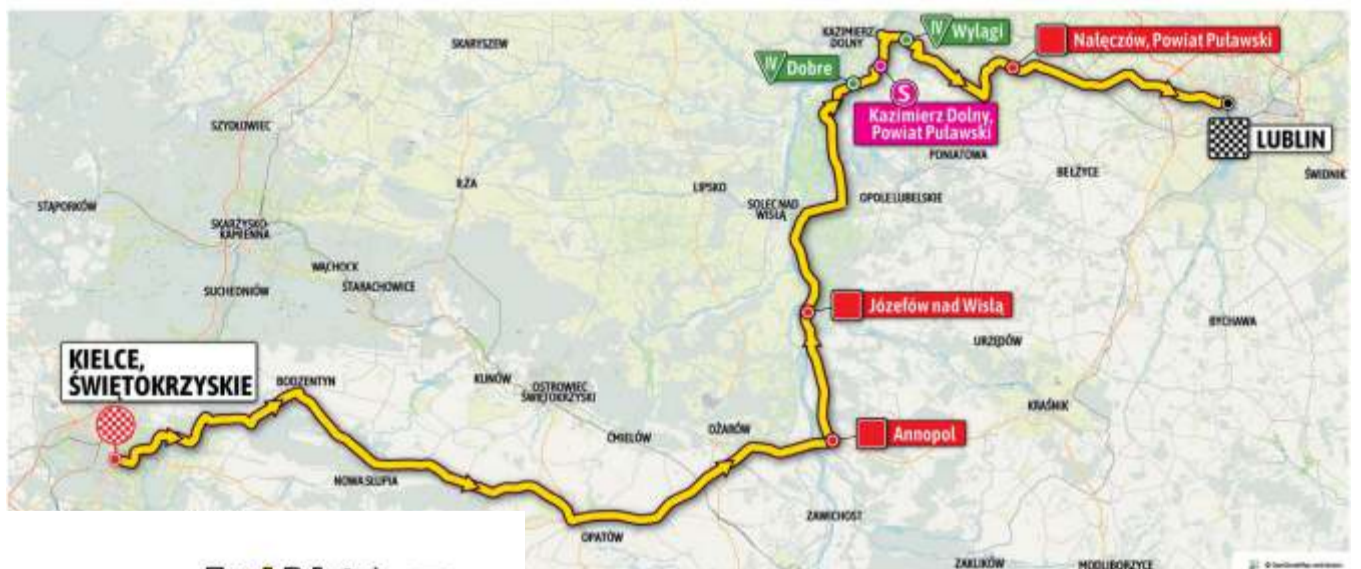 KAZIMIERZ
DOLNY
IV Wylągi
Nałęczów, Powiat Puławski
SKARYSZEW
IV Dobre
S
Kazimierz Dolny,
Powiat Puławski
SZYDŁOWIEC
LUBLIN
PONIATOWA
BEŁŻYCE
ŚWIDNIK
IŁŻA
LIPSKO
STĄPORKÓW
SOLEC NAD
WISŁĄ
OPOLE LUBELSKIE
SKARŻYSKO-
KAMIENNA
WĄCHOCK
STARACHOWICE
SUCHEDNIÓW
Józefów nad Wisłą
BYCHAWA
URZĘDÓW
KIELCE,
ŚWIĘTOKRZYSKIE
BODZENTYN
KUNÓW
OSTROWIEC
ŚWIĘTOKRZYSKI
KRAŚNIK
ĆMIELÓW
OŻARÓW
Annopol
NOWA SŁUPIA
ZAWICHOST
OPATÓW
ZAKLIKÓW
MODLIBORZYCE